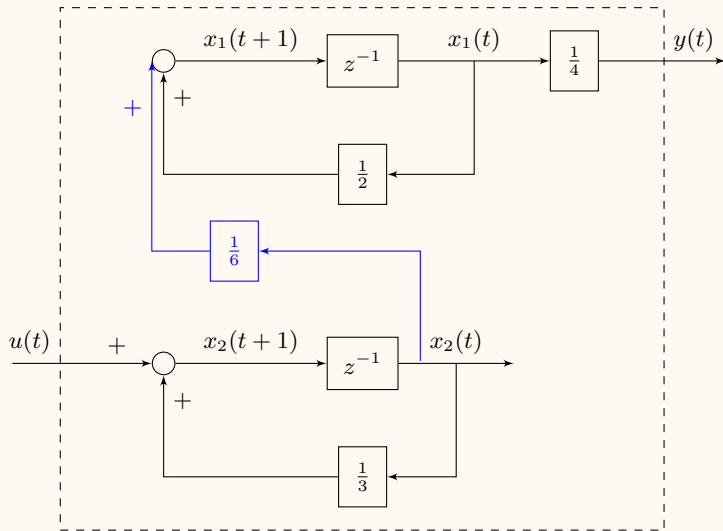 x₁(t+1) z⁻¹ x₁(t) 1/4 y(t)
+ +
1/2
1/6
u(t) + x₂(t+1) z⁻¹ x₂(t)
+
1/3